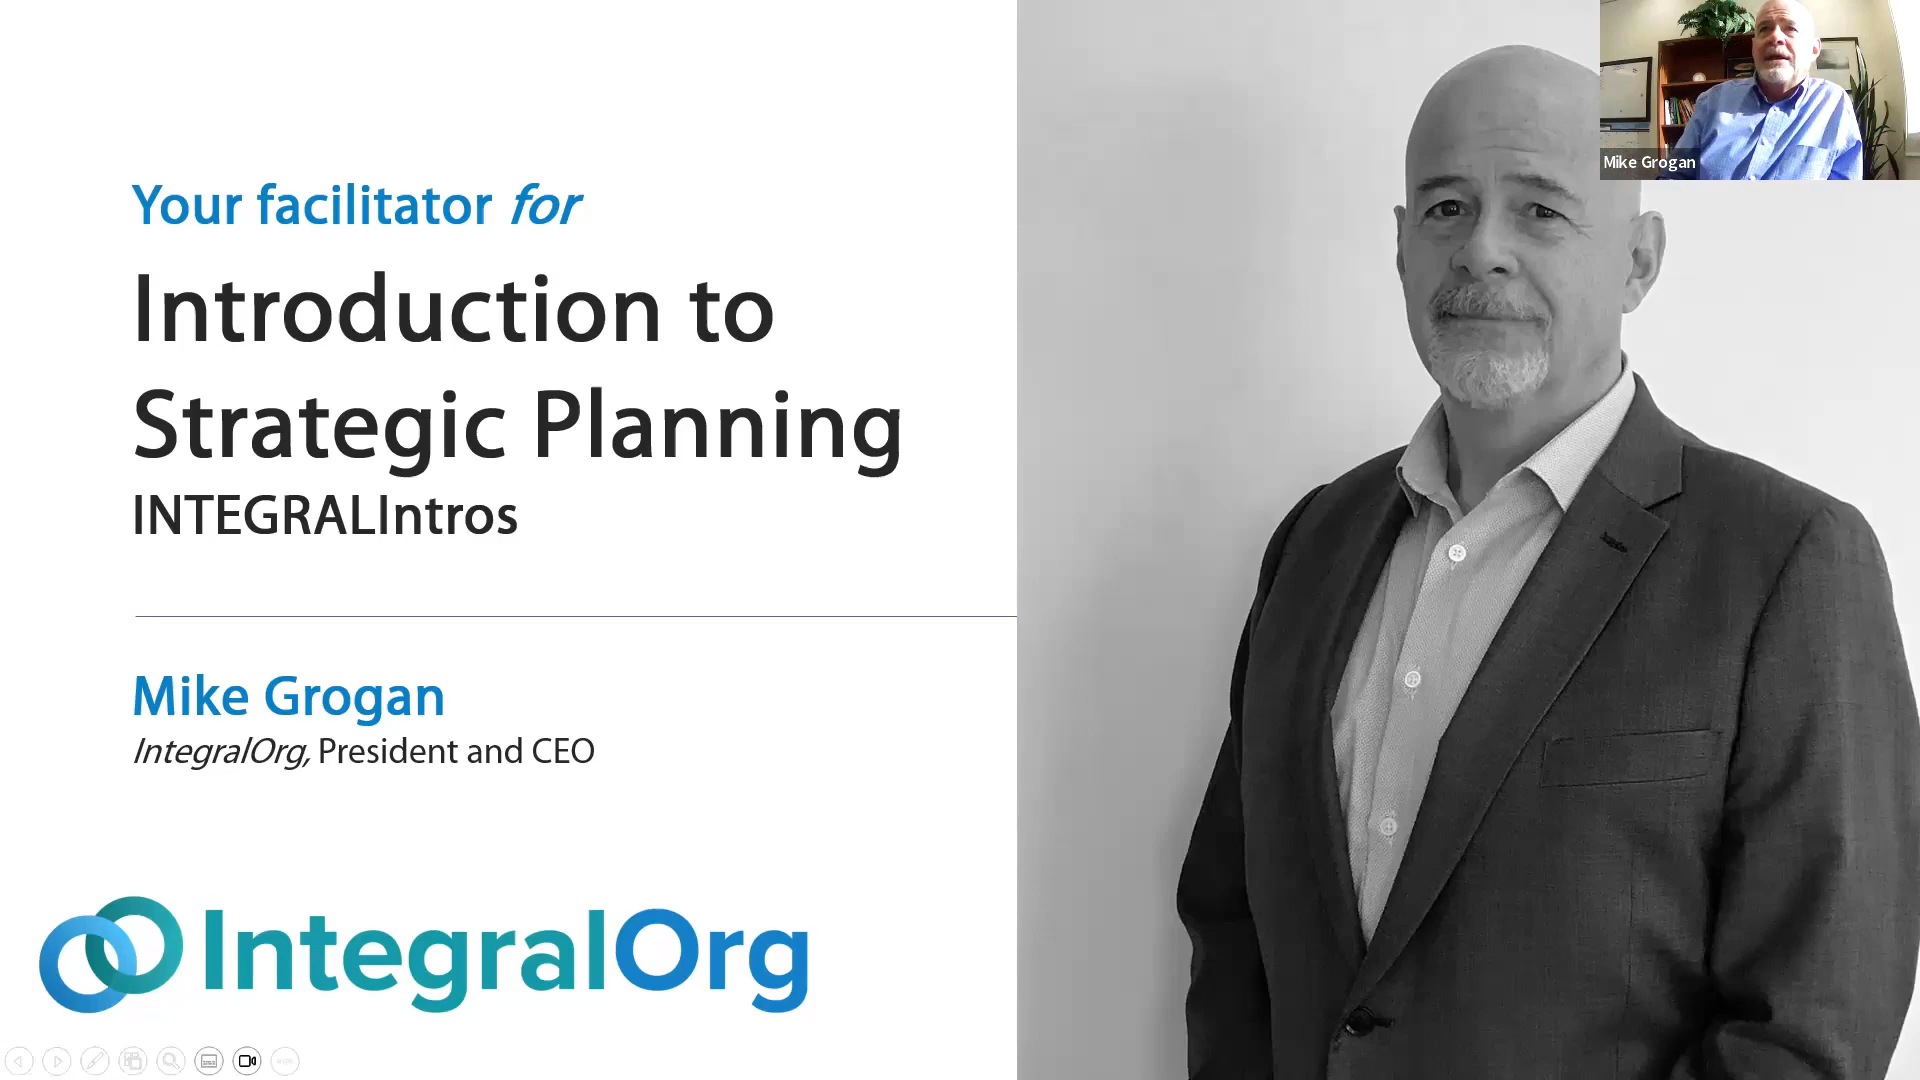 Your facilitator for
Introduction to
Strategic Planning
INTEGRALIntros
Mike Grogan
IntegralOrg, President and CEO
IntegralOrg
Mike Grogan